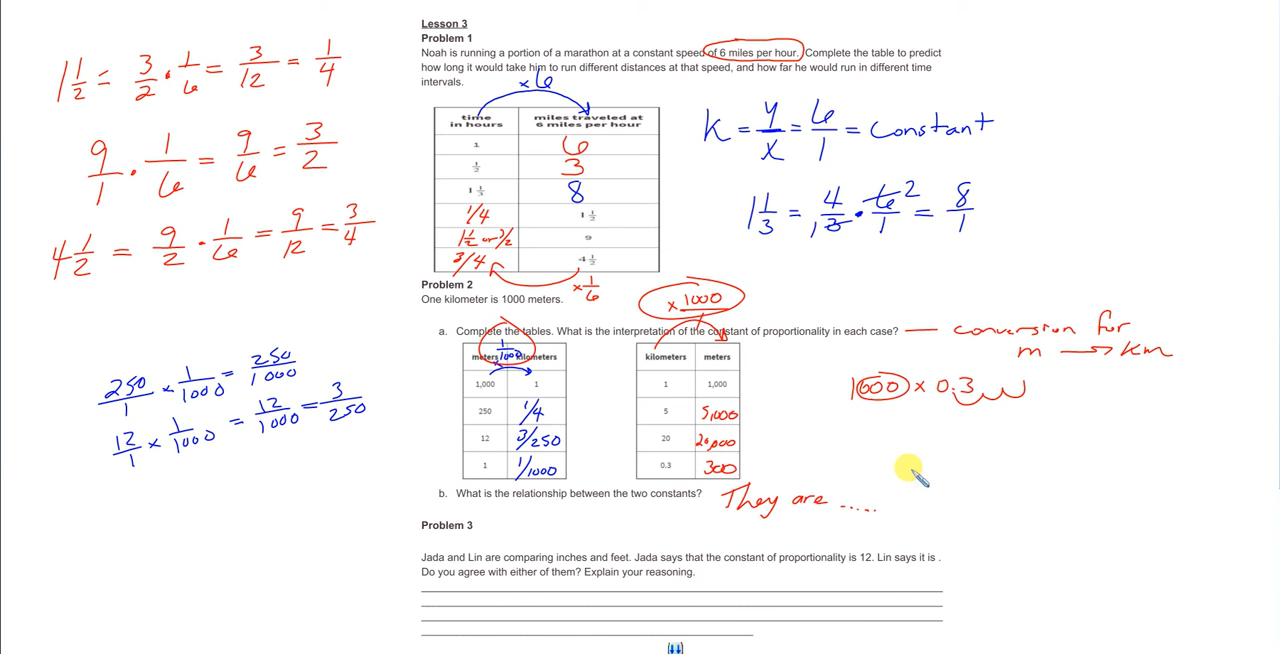 Lesson 3
Problem 1
Noah is running a portion of a marathon at a constant speed of 6 miles per hour. Complete the table to predict
how long it would take him to run different distances at that speed, and how far he would run in different time
intervals.
×6
time in hours | miles traveled at 6 miles per hour
1 | 6
1/2 | 3
1 1/3 | 8
1/4 | 1 1/2
1 1/2 or 3/2 | 9
3/4 | 4 1/2
× 1/6
1 1/2 = 3/2 · 1/6 = 3/12 = 1/4
9/1 · 1/6 = 9/6 = 3/2
4 1/2 = 9/2 · 1/6 = 9/12 = 3/4
K = y/x = 6/1 = constant
1 1/3 = 4/3 1 · 6/1 2 = 8/1
Problem 2
One kilometer is 1000 meters.
× 1000
a. Complete the tables. What is the interpretation of the constant of proportionality in each case? — conversion for
m → km
× 1/1000
meters | kilometers
1,000 | 1
250 | 1/4
12 | 3/250
1 | 1/1000
kilometers | meters
1 | 1,000
5 | 5,000
20 | 20,000
0.3 | 300
250/1 × 1/1000 = 250/1000
12/1 × 1/1000 = 12/1000 = 3/250
1000 × 0.3
b. What is the relationship between the two constants? They are .....
Problem 3
Jada and Lin are comparing inches and feet. Jada says that the constant of proportionality is 12. Lin says it is .
Do you agree with either of them? Explain your reasoning.